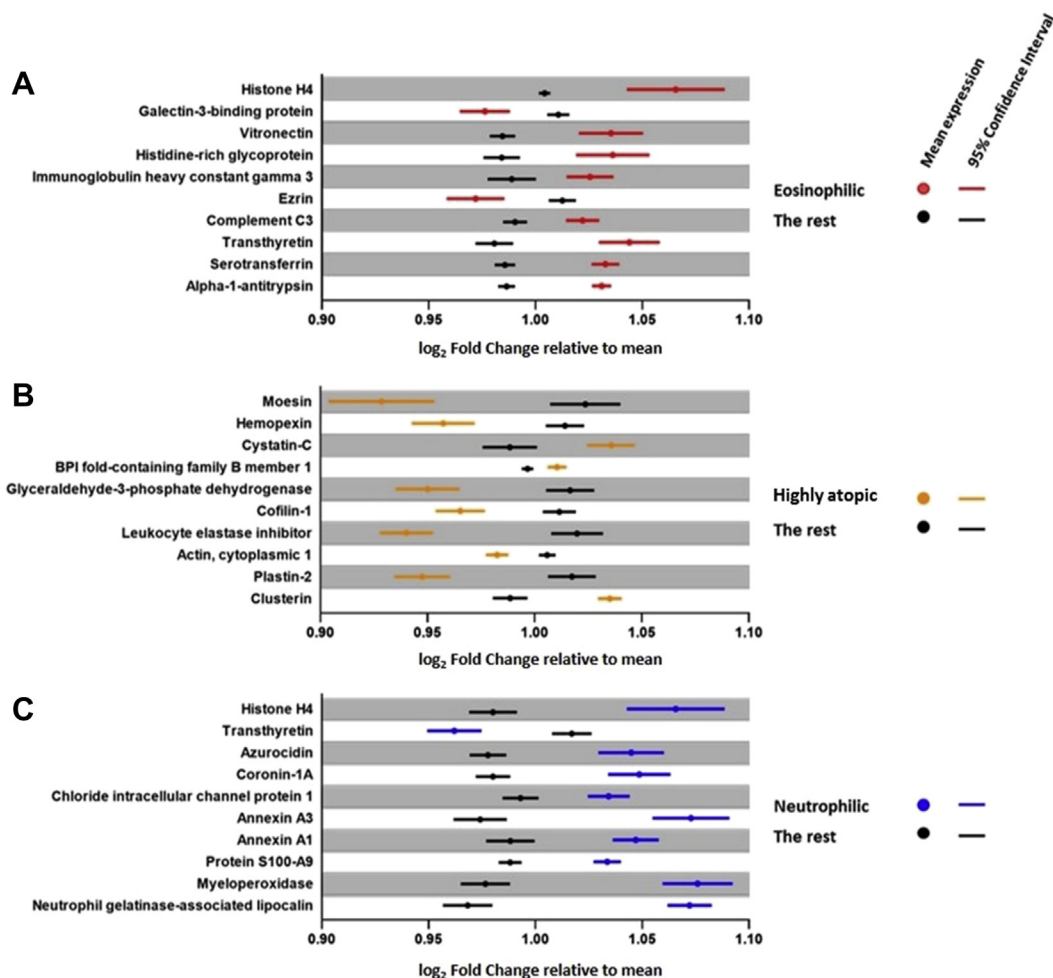 Mean expression
95% Confidence Interval
A
Histone H4
Galectin-3-binding protein
Vitronectin
Histidine-rich glycoprotein
Immunoglobulin heavy constant gamma 3
Ezrin
Complement C3
Transthyretin
Serotransferrin
Alpha-1-antitrypsin
Eosinophilic
The rest
0.90 0.95 1.00 1.05 1.10
log₂ Fold Change relative to mean
B
Moesin
Hemopexin
Cystatin-C
BPI fold-containing family B member 1
Glyceraldehyde-3-phosphate dehydrogenase
Cofilin-1
Leukocyte elastase inhibitor
Actin, cytoplasmic 1
Plastin-2
Clusterin
Highly atopic
The rest
0.90 0.95 1.00 1.05 1.10
log₂ Fold Change relative to mean
C
Histone H4
Transthyretin
Azurocidin
Coronin-1A
Chloride intracellular channel protein 1
Annexin A3
Annexin A1
Protein S100-A9
Myeloperoxidase
Neutrophil gelatinase-associated lipocalin
Neutrophilic
The rest
0.90 0.95 1.00 1.05 1.10
log₂ Fold Change relative to mean